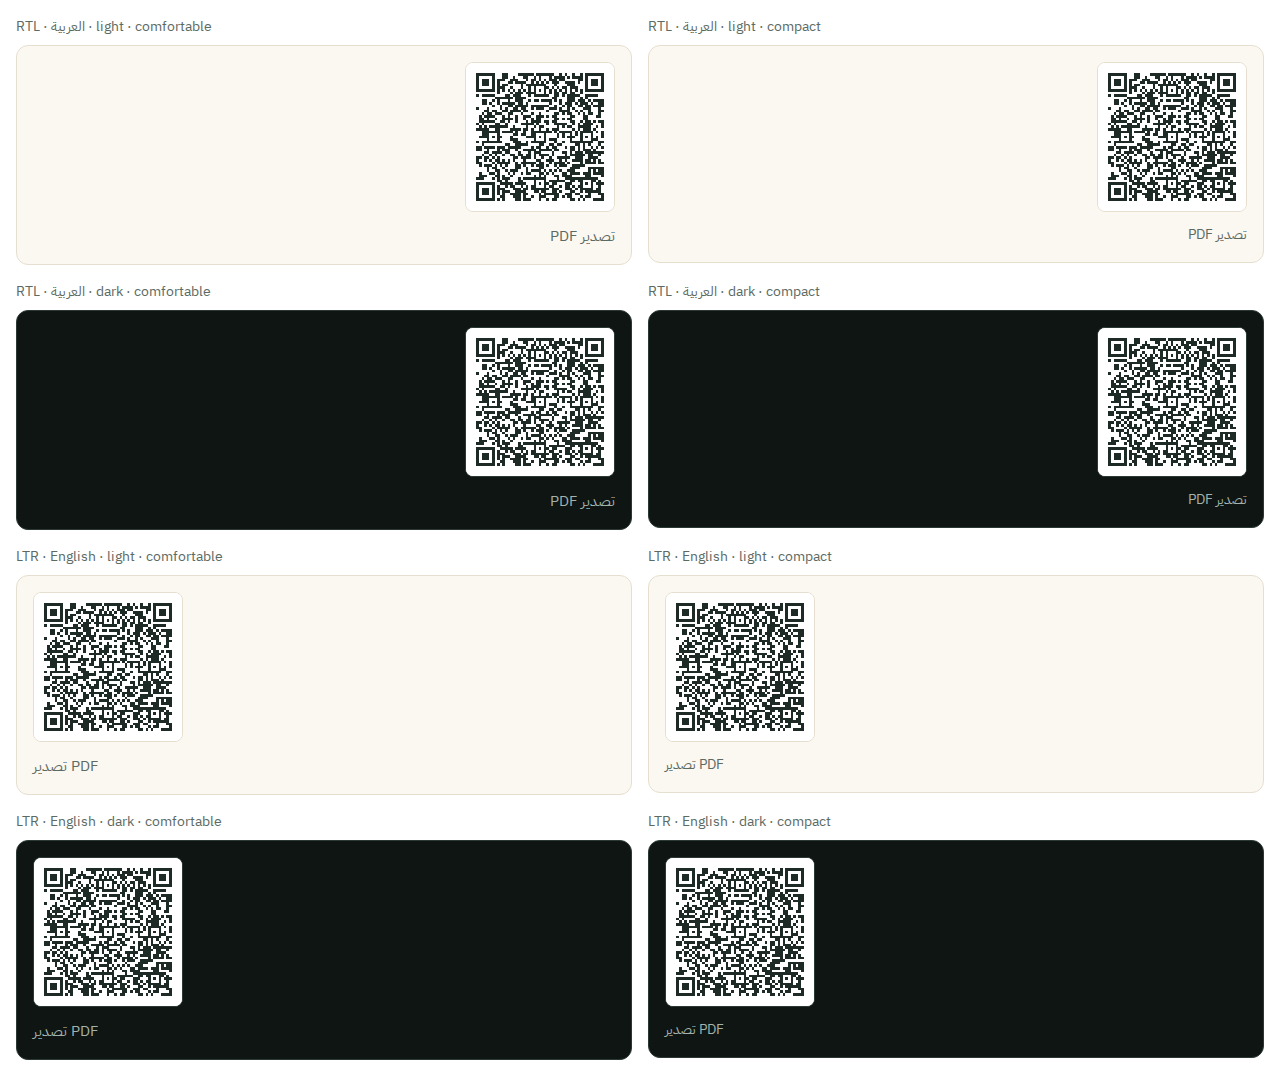 RTL · العربية · light · comfortable
تصدير PDF
RTL · العربية · light · compact
تصدير PDF
RTL · العربية · dark · comfortable
تصدير PDF
RTL · العربية · dark · compact
تصدير PDF
LTR · English · light · comfortable
تصدير PDF
LTR · English · light · compact
تصدير PDF
LTR · English · dark · comfortable
تصدير PDF
LTR · English · dark · compact
تصدير PDF